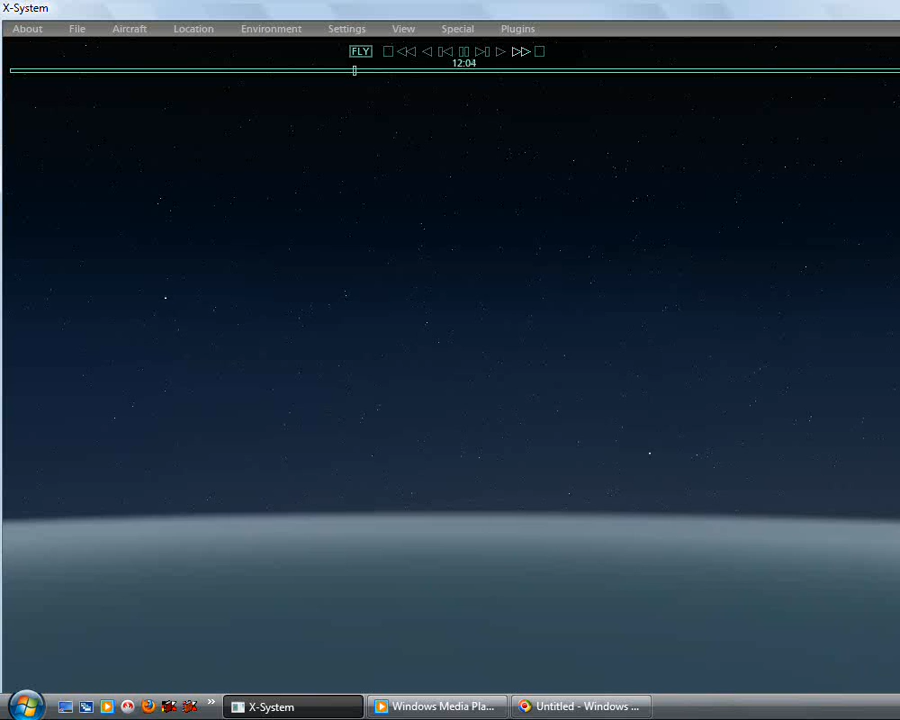 X-System
About File Aircraft Location Environment Settings View Special Plugins
FLY
12:04
X-System Windows Media Pla... Untitled - Windows ...